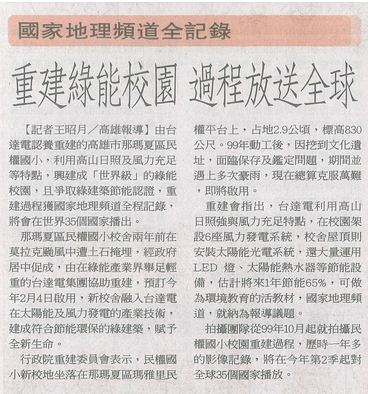 國家地理頻道全記錄
重建綠能校園 過程放送全球
【記者王昭月／高雄報導】由台
達電認養重建的高雄市那瑪夏區民
權國小，利用高山日照及風力充足
等特點，興建成「世界級」的綠能
校園，且爭取綠建築節能認證，重
建過程獲國家地理頻道全程記錄，
將會在世界35個國家播出。
那瑪夏區民權國小校舍兩年前在
莫拉克颱風中遭土石掩埋，經政府
居中促成，由在綠能產業界舉足輕
重的台達電集團協助重建，預訂今
年2月4日啟用，新校舍融入台達電
在太陽能及風力發電的產業技術，
建成符合節能環保的綠建築，賦予
全新生命。
行政院重建委員會表示，民權國
小新校地坐落在那瑪夏區瑪雅里民
權平台上，占地2.9公頃，標高830
公尺。99年動工後，因挖到文化遺
址，面臨保存及鑑定問題，期間並
遇上多次豪雨，現在總算克服萬難
，即將啟用。
重建會指出，台達電利用高山
日照強與風力充足特點，在校園架
設6座風力發電系統，校舍屋頂則
安裝太陽能光電系統，還大量運用
LED 燈、太陽能熱水器等節能設
備，估計將來1年節能65%，可做
為環境教育的活教材，國家地理頻
道，就納為報導議題。
拍攝團隊從99年10月起就拍攝民
權國小校園重建過程，歷時一年多
的影像記錄，將在今年第2季起對
全球35個國家播放。